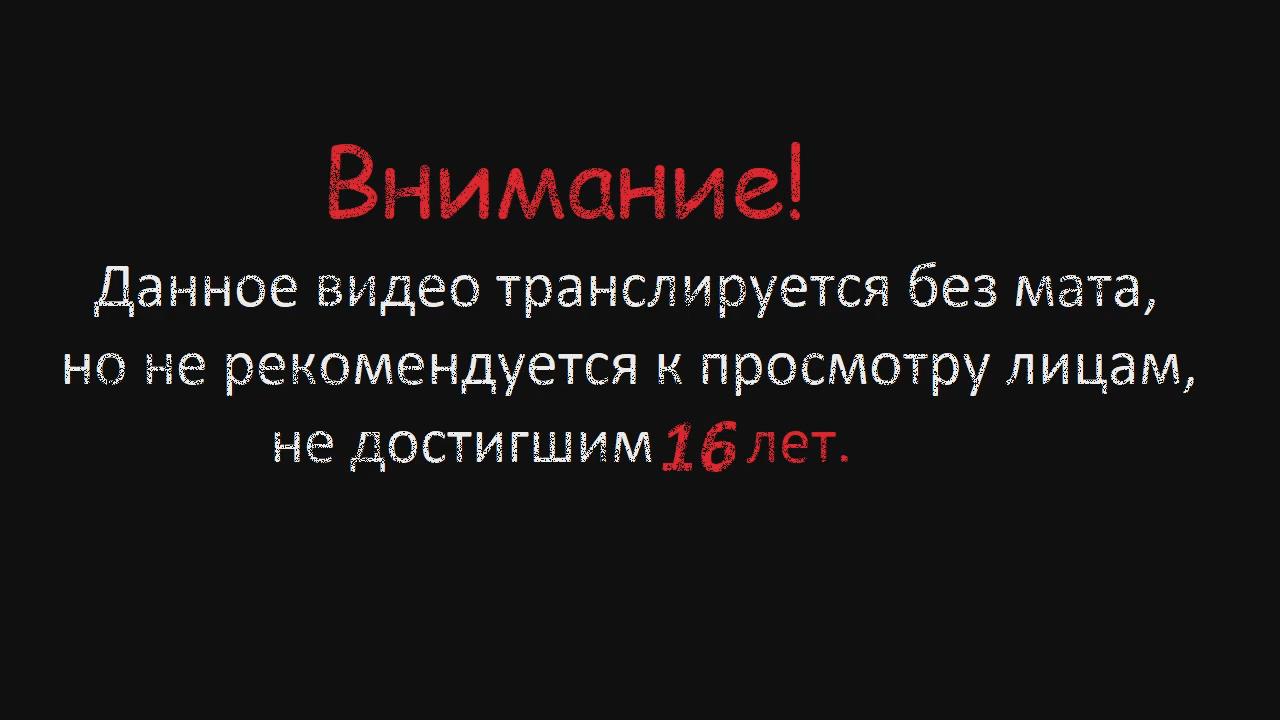 Внимание!
Данное видео транслируется без мата,
но не рекомендуется к просмотру лицам,
не достигшим 16 лет.